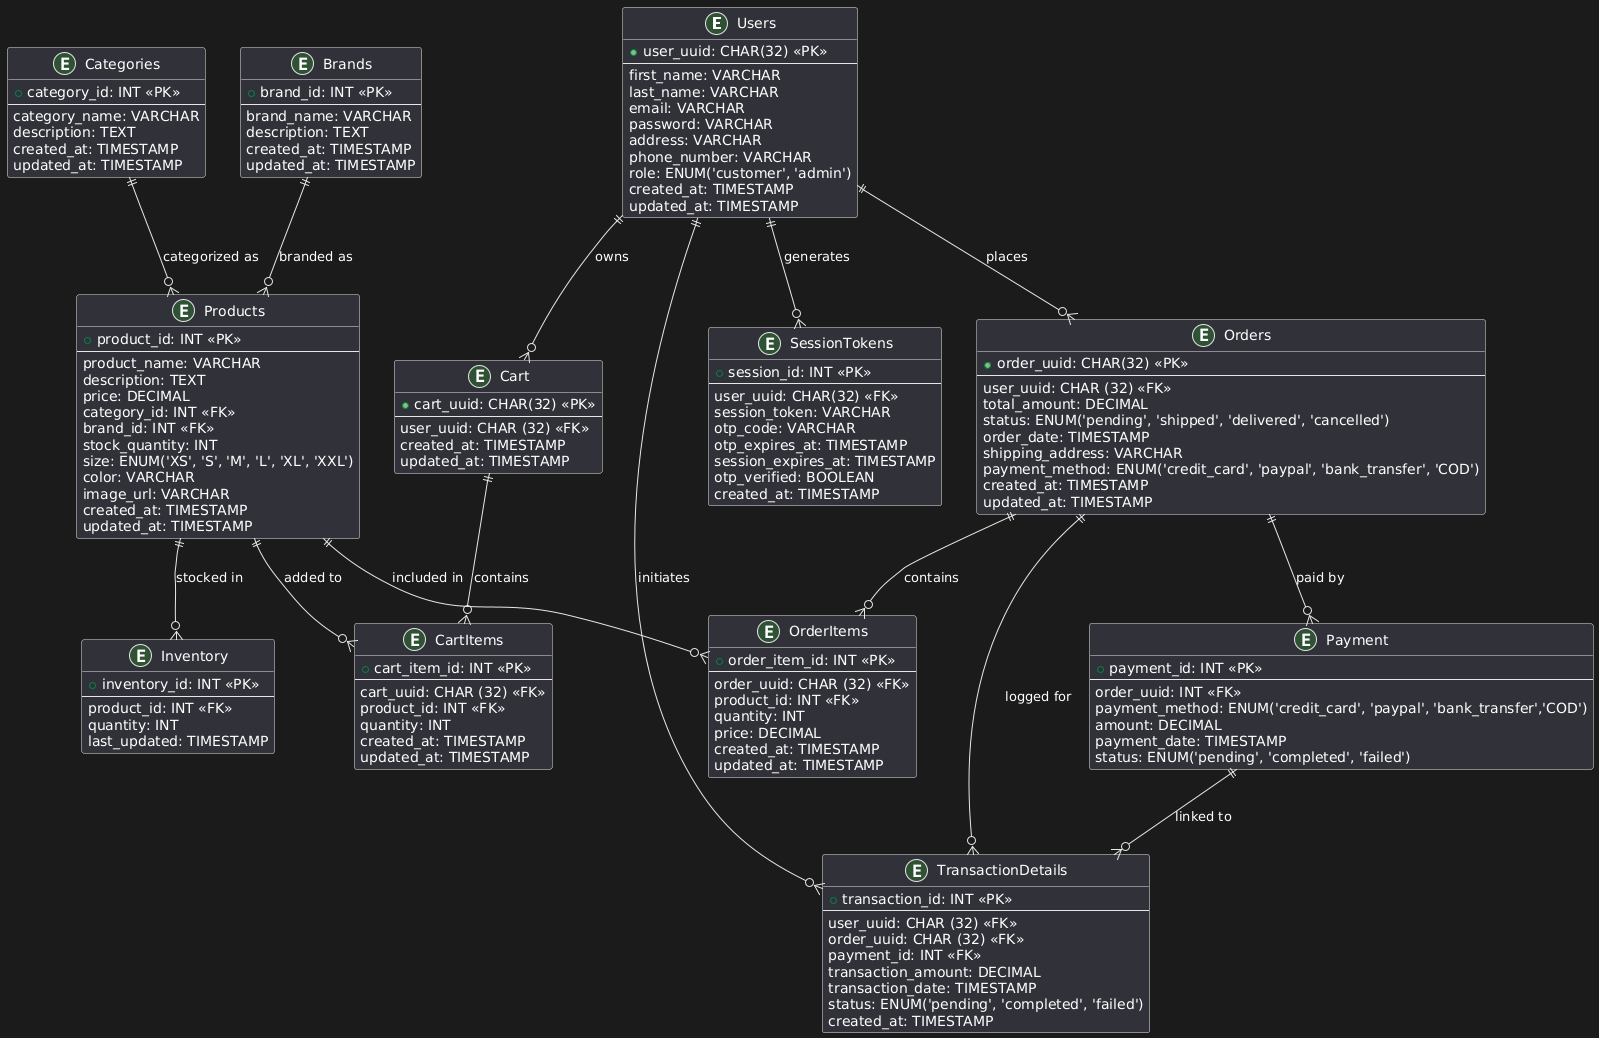 E Users
user_uuid: CHAR(32) «PK»
first_name: VARCHAR
last_name: VARCHAR
email: VARCHAR
password: VARCHAR
address: VARCHAR
phone_number: VARCHAR
role: ENUM('customer', 'admin')
created_at: TIMESTAMP
updated_at: TIMESTAMP
E Categories
category_id: INT «PK»
category_name: VARCHAR
description: TEXT
created_at: TIMESTAMP
updated_at: TIMESTAMP
E Brands
brand_id: INT «PK»
brand_name: VARCHAR
description: TEXT
created_at: TIMESTAMP
updated_at: TIMESTAMP
categorized as
branded as
owns
generates
places
E Products
product_id: INT «PK»
product_name: VARCHAR
description: TEXT
price: DECIMAL
category_id: INT «FK»
brand_id: INT «FK»
stock_quantity: INT
size: ENUM('XS', 'S', 'M', 'L', 'XL', 'XXL')
color: VARCHAR
image_url: VARCHAR
created_at: TIMESTAMP
updated_at: TIMESTAMP
E Cart
cart_uuid: CHAR(32) «PK»
user_uuid: CHAR (32) «FK»
created_at: TIMESTAMP
updated_at: TIMESTAMP
E SessionTokens
session_id: INT «PK»
user_uuid: CHAR(32) «FK»
session_token: VARCHAR
otp_code: VARCHAR
otp_expires_at: TIMESTAMP
session_expires_at: TIMESTAMP
otp_verified: BOOLEAN
created_at: TIMESTAMP
E Orders
order_uuid: CHAR(32) «PK»
user_uuid: CHAR (32) «FK»
total_amount: DECIMAL
status: ENUM('pending', 'shipped', 'delivered', 'cancelled')
order_date: TIMESTAMP
shipping_address: VARCHAR
payment_method: ENUM('credit_card', 'paypal', 'bank_transfer', 'COD')
created_at: TIMESTAMP
updated_at: TIMESTAMP
stocked in
added to
included in
contains
initiates
contains
paid by
E Inventory
inventory_id: INT «PK»
product_id: INT «FK»
quantity: INT
last_updated: TIMESTAMP
E CartItems
cart_item_id: INT «PK»
cart_uuid: CHAR (32) «FK»
product_id: INT «FK»
quantity: INT
created_at: TIMESTAMP
updated_at: TIMESTAMP
E OrderItems
order_item_id: INT «PK»
order_uuid: CHAR (32) «FK»
product_id: INT «FK»
quantity: INT
price: DECIMAL
created_at: TIMESTAMP
updated_at: TIMESTAMP
logged for
E Payment
payment_id: INT «PK»
order_uuid: INT «FK»
payment_method: ENUM('credit_card', 'paypal', 'bank_transfer','COD')
amount: DECIMAL
payment_date: TIMESTAMP
status: ENUM('pending', 'completed', 'failed')
linked to
E TransactionDetails
transaction_id: INT «PK»
user_uuid: CHAR (32) «FK»
order_uuid: CHAR (32) «FK»
payment_id: INT «FK»
transaction_amount: DECIMAL
transaction_date: TIMESTAMP
status: ENUM('pending', 'completed', 'failed')
created_at: TIMESTAMP